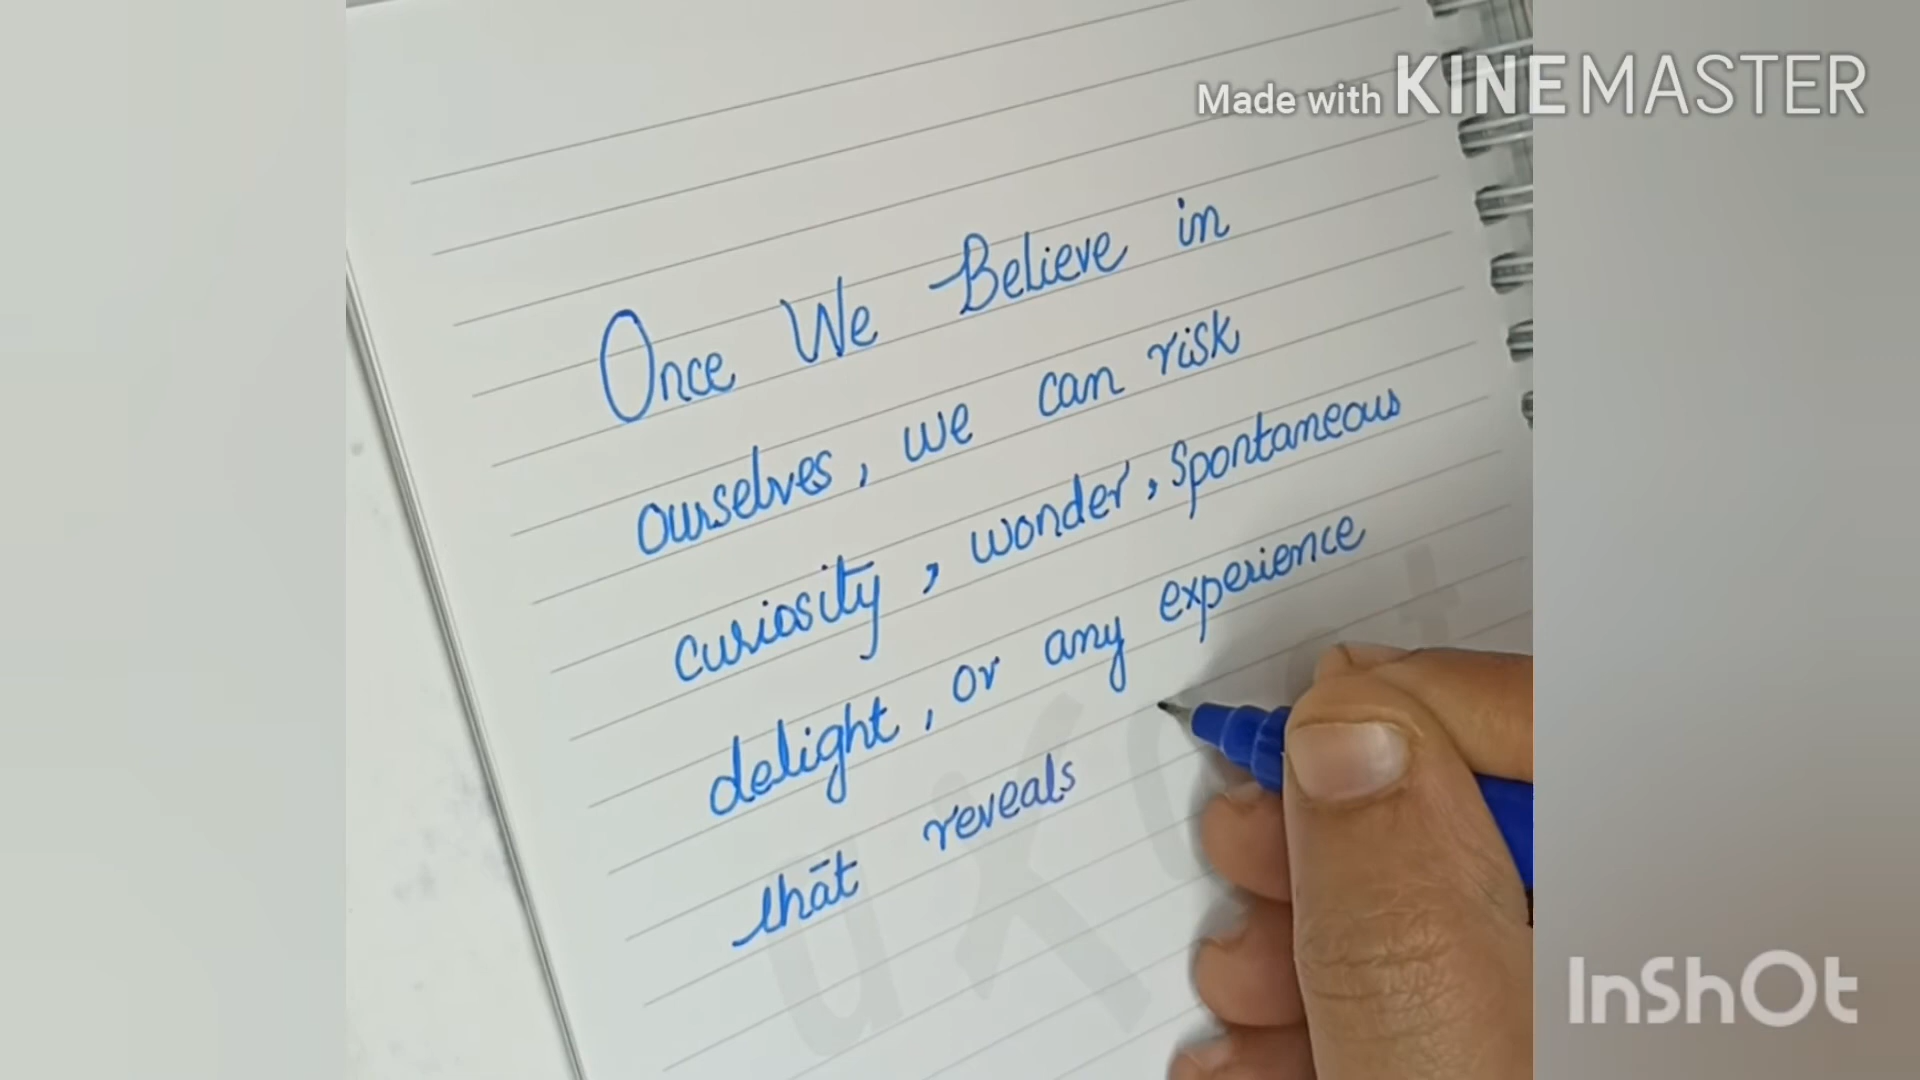 Made with KINEMASTER
Once We Believe in
ourselves, we can risk
curiosity, wonder, Spontaneous
delight, or any experience
that reveals
InShOt